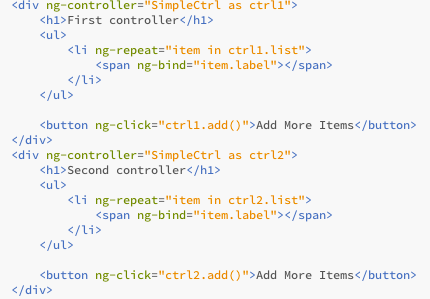 <div ng-controller="SimpleCtrl as ctrl1">
    <h1>First controller</h1>
    <ul>
        <li ng-repeat="item in ctrl1.list">
            <span ng-bind="item.label"></span>
        </li>
    </ul>

    <button ng-click="ctrl1.add()">Add More Items</button>
</div>
<div ng-controller="SimpleCtrl as ctrl2">
    <h1>Second controller</h1>
    <ul>
        <li ng-repeat="item in ctrl2.list">
            <span ng-bind="item.label"></span>
        </li>
    </ul>

    <button ng-click="ctrl2.add()">Add More Items</button>
</div>